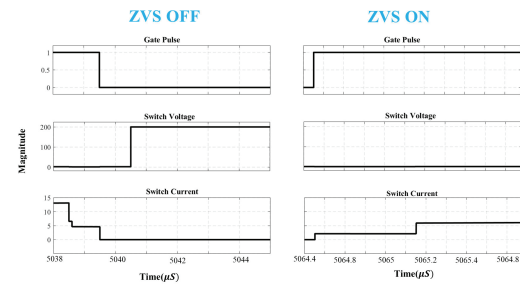 ZVS OFF
ZVS ON
Gate Pulse
Gate Pulse
1
0.5
0
Switch Voltage
Switch Voltage
Magnitude
200
100
0
Switch Current
Switch Current
15
10
5
0
5038 5040 5042 5044
5064.4 5064.8 5065 5065.2 5065.4 5064.8
Time(μS)
Time(μS)